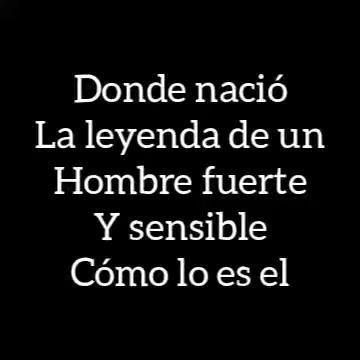 Donde nació
La leyenda de un
Hombre fuerte
Y sensible
Cómo lo es el